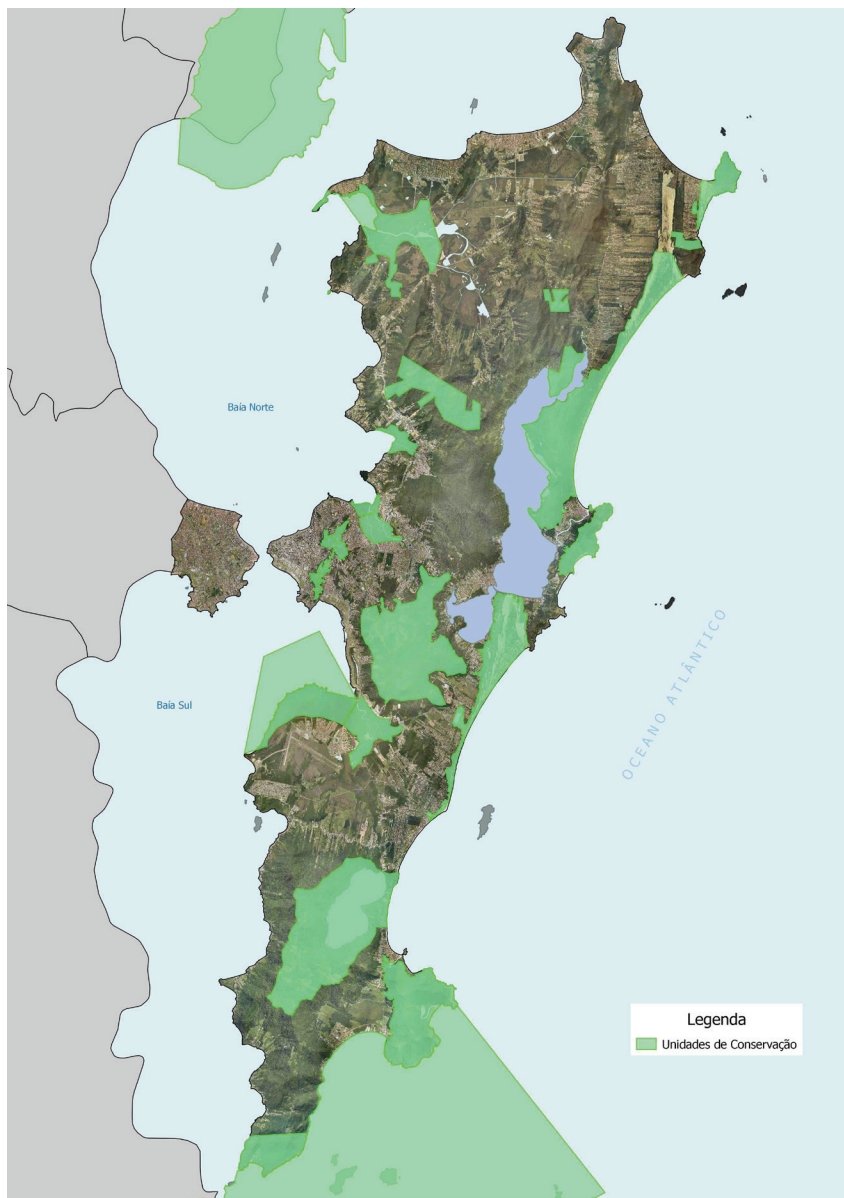 Baía Norte
Baía Sul
OCEANO ATLÂNTICO
Legenda
Unidades de Conservação